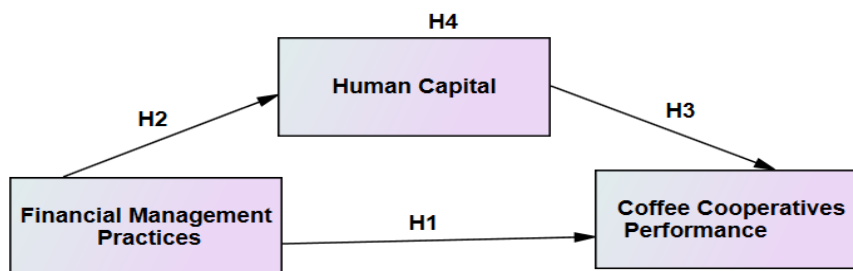 H4
Human Capital
H2
H3
Financial Management
Practices
H1
Coffee Cooperatives
Performance